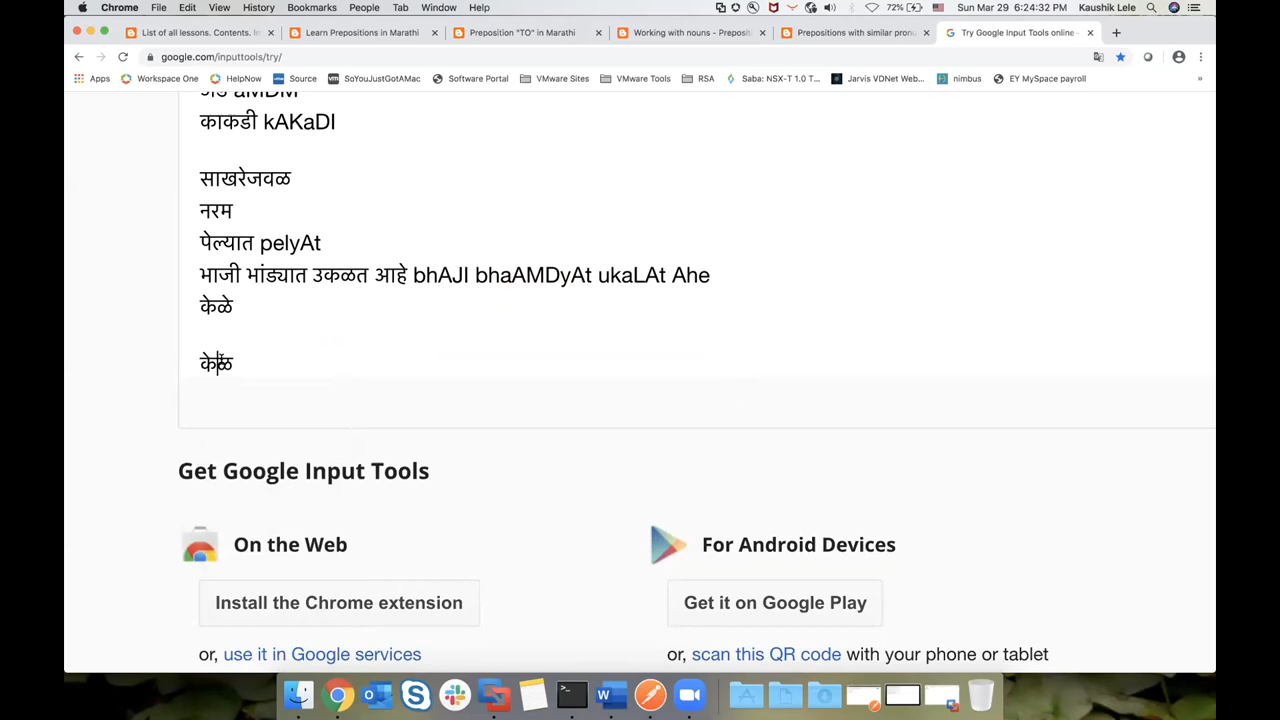 Chrome File Edit View History Bookmarks People Tab Window Help 72% Sun Mar 29 6:24:32 PM Kaushik Lele
List of all lessons. Contents. I Learn Prepositions in Marathi Preposition "TO" in Marathi Working with nouns - Preposit Prepositions with similar pronu Try Google Input Tools online –
google.com/inputtools/try/
Apps Workspace One HelpNow Source SoYouJustGotAMac Software Portal VMware Sites VMware Tools RSA Saba: NSX-T 1.0 T... Jarvis VDNet Web... nimbus EY MySpace payroll »
aMDM
काकडी kAKaDI
साखरेजवळ
नरम
पेल्यात pelyAt
भाजी भांड्यात उकळत आहे bhAJI bhaAMDyAt ukaLAt Ahe
केळे
केळ
Get Google Input Tools
On the Web For Android Devices
Install the Chrome extension Get it on Google Play
or, use it in Google services or, scan this QR code with your phone or tablet